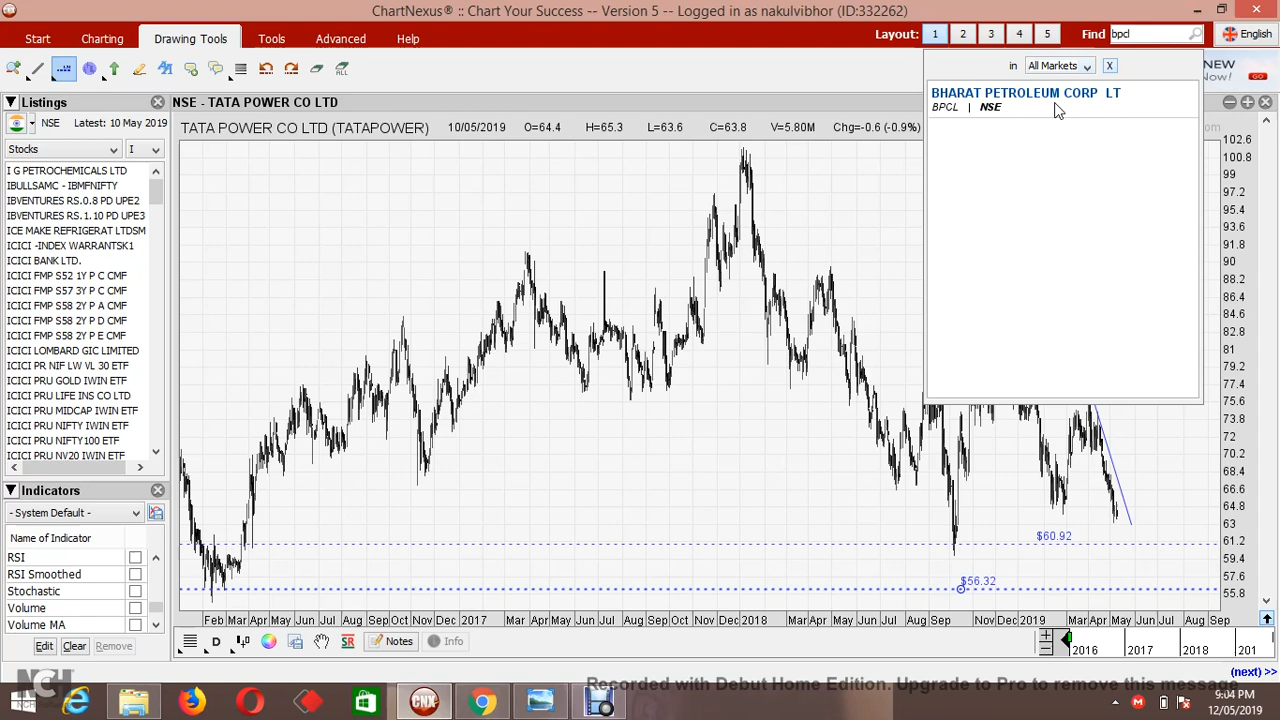 ChartNexus® :: Chart Your Success -- Version 5 -- Logged in as nakulvibhor (ID:332262)
Start Charting Drawing Tools Tools Advanced Help Layout: 1 2 3 4 5 Find bpcl English
ALL
NEW
Now! GO
in All Markets X
BHARAT PETROLEUM CORP LT
BPCL | NSE
Listings
NSE Latest: 10 May 2019
Stocks I
I G PETROCHEMICALS LTD
IBULLSAMC - IBMFNIFTY
IBVENTURES RS.0.8 PD UPE2
IBVENTURES RS.1.10 PD UPE3
ICE MAKE REFRIGERAT LTDSM
ICICI -INDEX WARRANTSK1
ICICI BANK LTD.
ICICI FMP S52 1Y P C CMF
ICICI FMP S57 3Y P C CMF
ICICI FMP S58 2Y P A CMF
ICICI FMP S58 2Y P D CMF
ICICI FMP S58 2Y P E CMF
ICICI LOMBARD GIC LIMITED
ICICI PR NIF LW VL 30 ETF
ICICI PRU GOLD IWIN ETF
ICICI PRU LIFE INS CO LTD
ICICI PRU MIDCAP IWIN ETF
ICICI PRU NIFTY IWIN ETF
ICICI PRU NIFTY100 ETF
ICICI PRU NV20 IWIN ETF
Indicators
- System Default -
Name of Indicator
RSI
RSI Smoothed
Stochastic
Volume
Volume MA
Edit Clear Remove
NSE - TATA POWER CO LTD
TATA POWER CO LTD (TATAPOWER) 10/05/2019 O=64.4 H=65.3 L=63.6 C=63.8 V=5.80M Chg=-0.6 (-0.9%)
om
102.6
100.8
99
97.2
95.4
93.6
91.8
90
88.2
86.4
84.6
82.8
81
79.2
77.4
75.6
73.8
72
70.2
68.4
66.6
64.8
63
61.2
59.4
57.6
55.8
$60.92
$56.32
Feb Mar Apr May Jun Jul Aug Sep Oct Nov Dec 2017 Mar Apr May Jun Jul Aug Sep Oct Nov Dec 2018 Mar Apr May Jun Jul Aug Sep Nov Dec 2019 Mar Apr May Jun Jul Aug Sep
D SR Notes Info
2016 2017 2018 201
(next) >>
NCH
CNX
Recorded with Debut Home Edition. Upgrade to Pro to remove this message
9:04 PM
12/05/2019